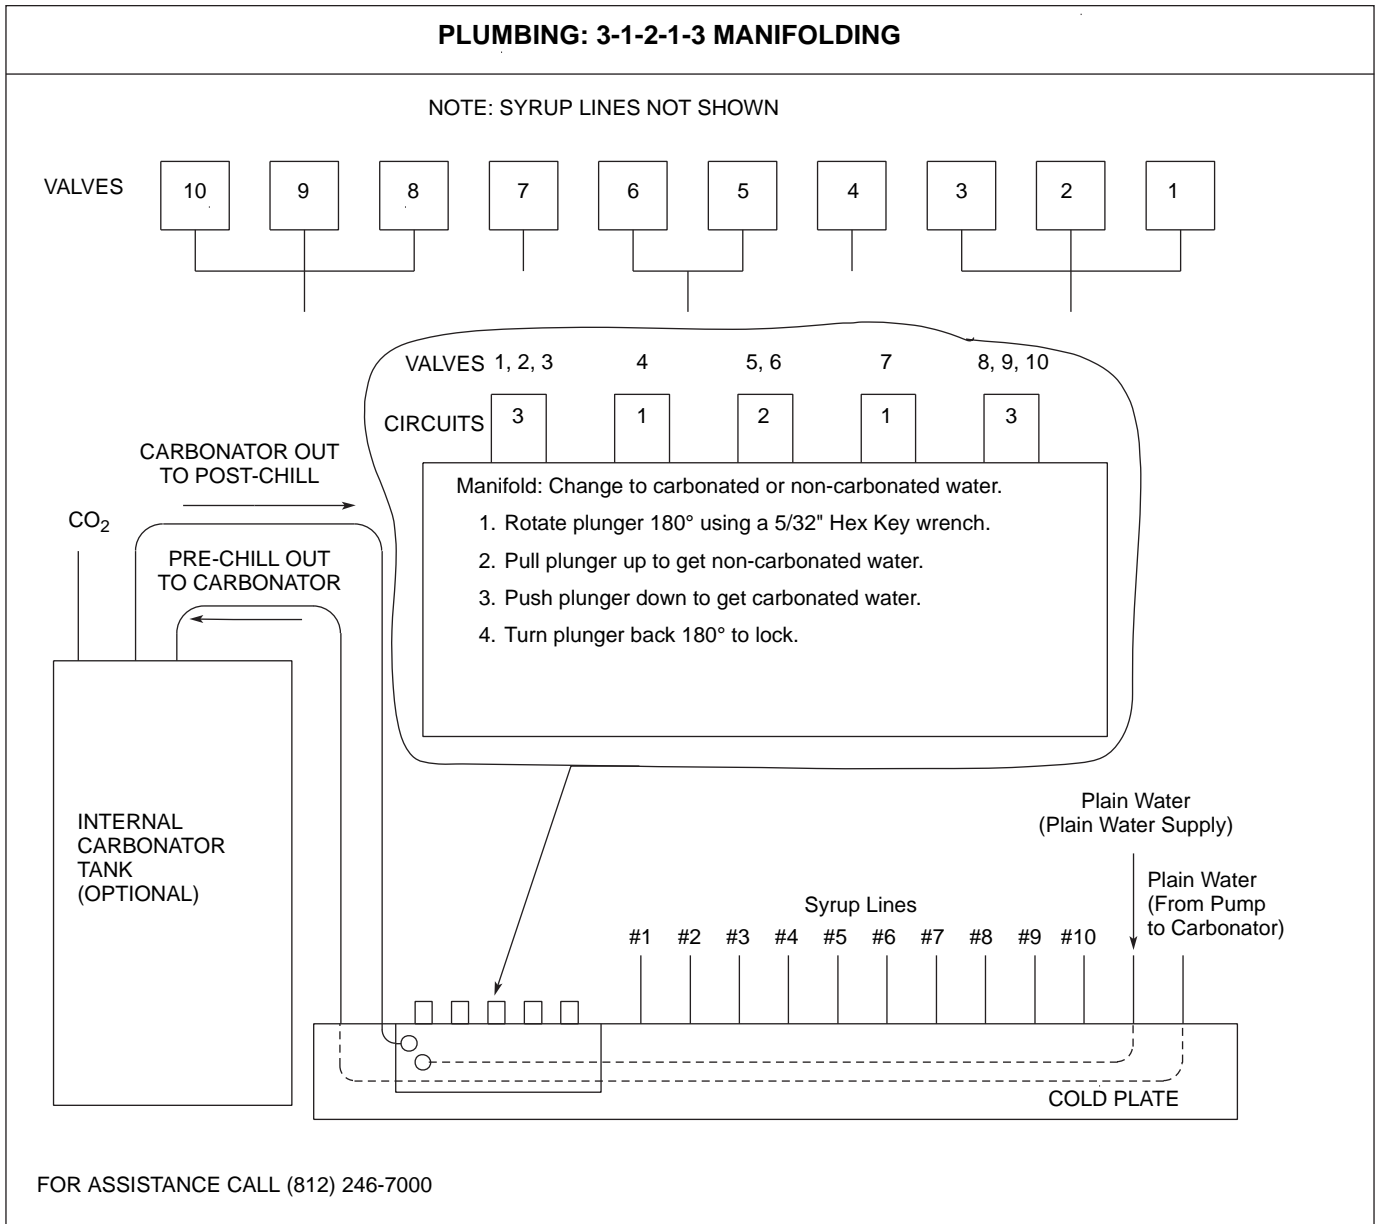 PLUMBING: 3-1-2-1-3 MANIFOLDING
NOTE: SYRUP LINES NOT SHOWN
VALVES 10 9 8 7 6 5 4 3 2 1
VALVES 1, 2, 3 4 5, 6 7 8, 9, 10
CIRCUITS 3 1 2 1 3
Manifold: Change to carbonated or non-carbonated water.
1. Rotate plunger 180° using a 5/32" Hex Key wrench.
2. Pull plunger up to get non-carbonated water.
3. Push plunger down to get carbonated water.
4. Turn plunger back 180° to lock.
CARBONATOR OUT
TO POST-CHILL
CO2
PRE-CHILL OUT
TO CARBONATOR
INTERNAL
CARBONATOR
TANK
(OPTIONAL)
Plain Water
(Plain Water Supply)
Plain Water
(From Pump
to Carbonator)
Syrup Lines
#1 #2 #3 #4 #5 #6 #7 #8 #9 #10
COLD PLATE
FOR ASSISTANCE CALL (812) 246-7000